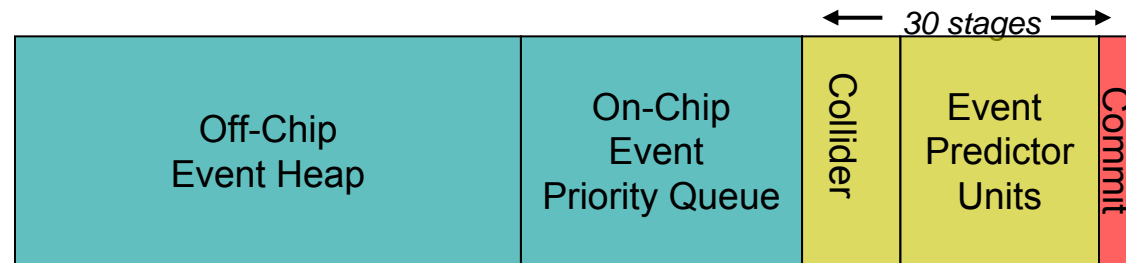 30 stages
Off-Chip
Event Heap
On-Chip
Event
Priority Queue
Collider
Event
Predictor
Units
Commit